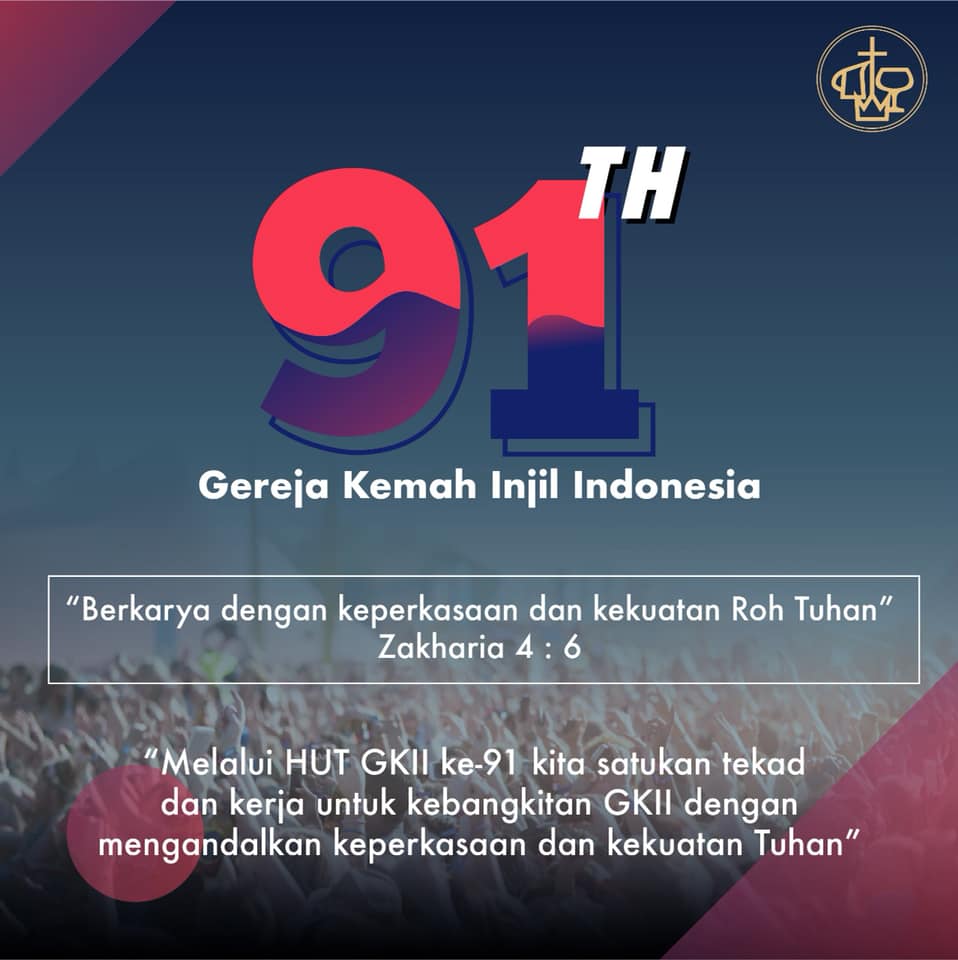 91TH
Gereja Kemah Injil Indonesia
“Berkarya dengan keperkasaan dan kekuatan Roh Tuhan”
Zakharia 4 : 6
“Melalui HUT GKII ke-91 kita satukan tekad
dan kerja untuk kebangkitan GKII dengan
mengandalkan keperkasaan dan kekuatan Tuhan”